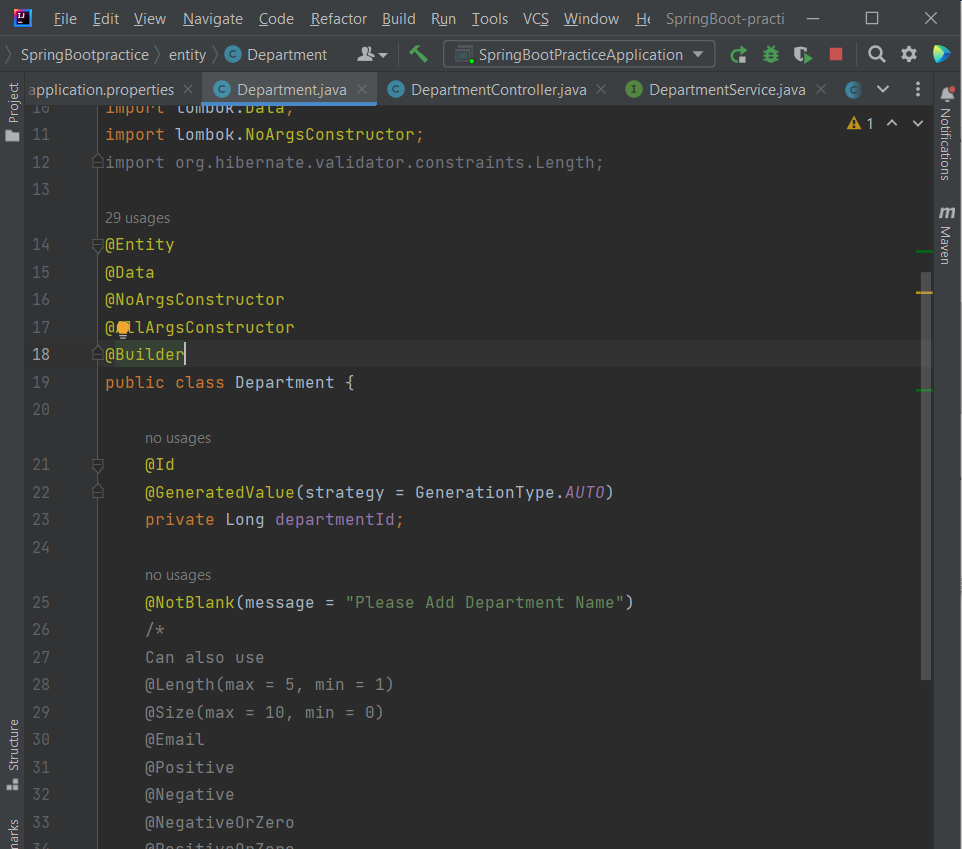 File Edit View Navigate Code Refactor Build Run Tools VCS Window He SpringBoot-practi
SpringBootpractice entity Department SpringBootPracticeApplication
application.properties Department.java DepartmentController.java DepartmentService.java
Project
Notifications
Maven
Structure
1
10 import lombok.Data;
11 import lombok.NoArgsConstructor;
12 import org.hibernate.validator.constraints.Length;
13
29 usages
14 @Entity
15 @Data
16 @NoArgsConstructor
17 @AllArgsConstructor
18 @Builder
19 public class Department {
20
no usages
21 @Id
22 @GeneratedValue(strategy = GenerationType.AUTO)
23 private Long departmentId;
24
no usages
25 @NotBlank(message = "Please Add Department Name")
26 /*
27 Can also use
28 @Length(max = 5, min = 1)
29 @Size(max = 10, min = 0)
30 @Email
31 @Positive
32 @Negative
33 @NegativeOrZero
34 @PositiveOrZero